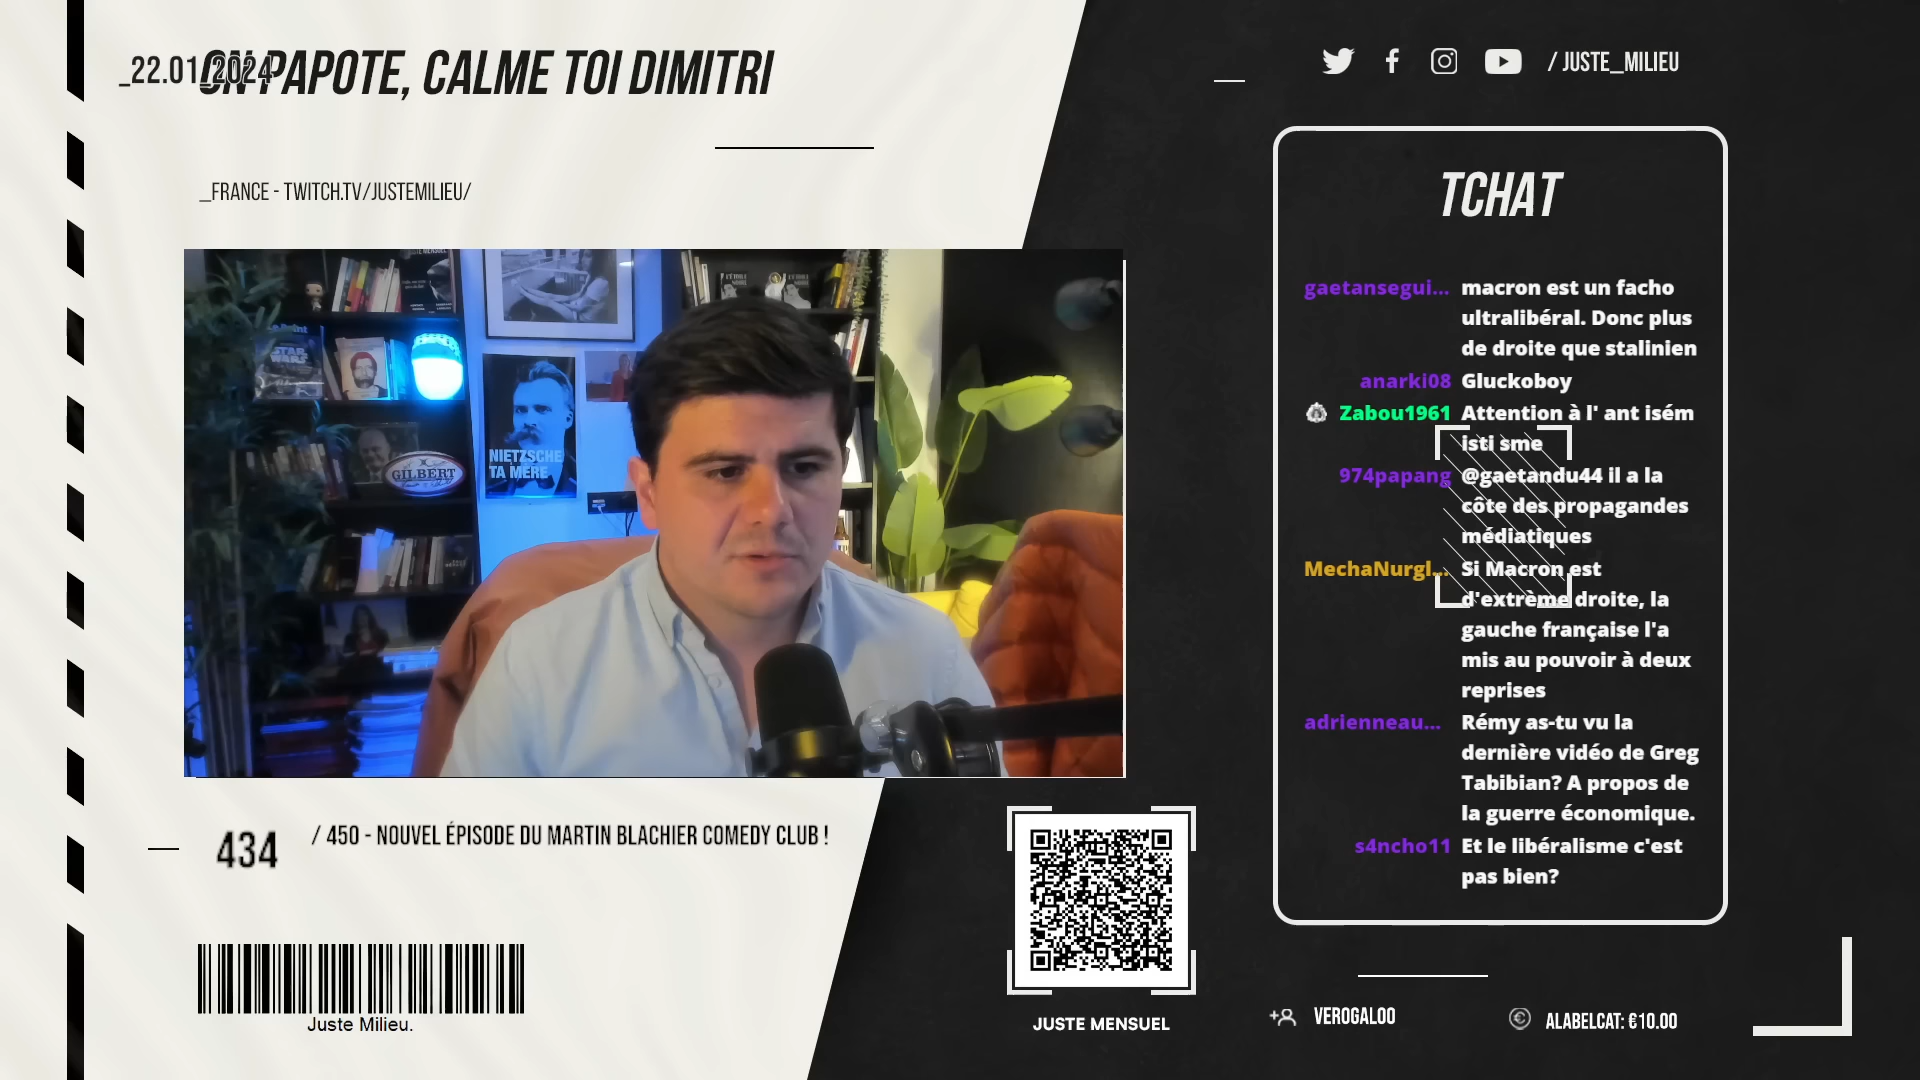 _22.01_2024
ON PAPOTE, CALME TOI DIMITRI
_FRANCE - TWITCH.TV/JUSTEMILIEU/
/ JUSTE_MILIEU
TCHAT
gaetansegui... macron est un facho
ultralibéral. Donc plus
de droite que stalinien
anarki08 Gluckoboy
Zabou1961 Attention à l' ant isém
isti sme
974papang @gaetandu44 il a la
côte des propagandes
médiatiques
MechaNurgl... Si Macron est
d'extrème droite, la
gauche française l'a
mis au pouvoir à deux
reprises
adrienneau... Rémy as-tu vu la
dernière vidéo de Greg
Tabibian? A propos de
la guerre économique.
s4ncho11 Et le libéralisme c'est
pas bien?
STAR
WARS
GILBERT
NIETZSCHE
TA MÈRE
434 / 450 - NOUVEL ÉPISODE DU MARTIN BLACHIER COMEDY CLUB !
Juste Milieu.
JUSTE MENSUEL
VEROGALOO
ALABELCAT: €10.00